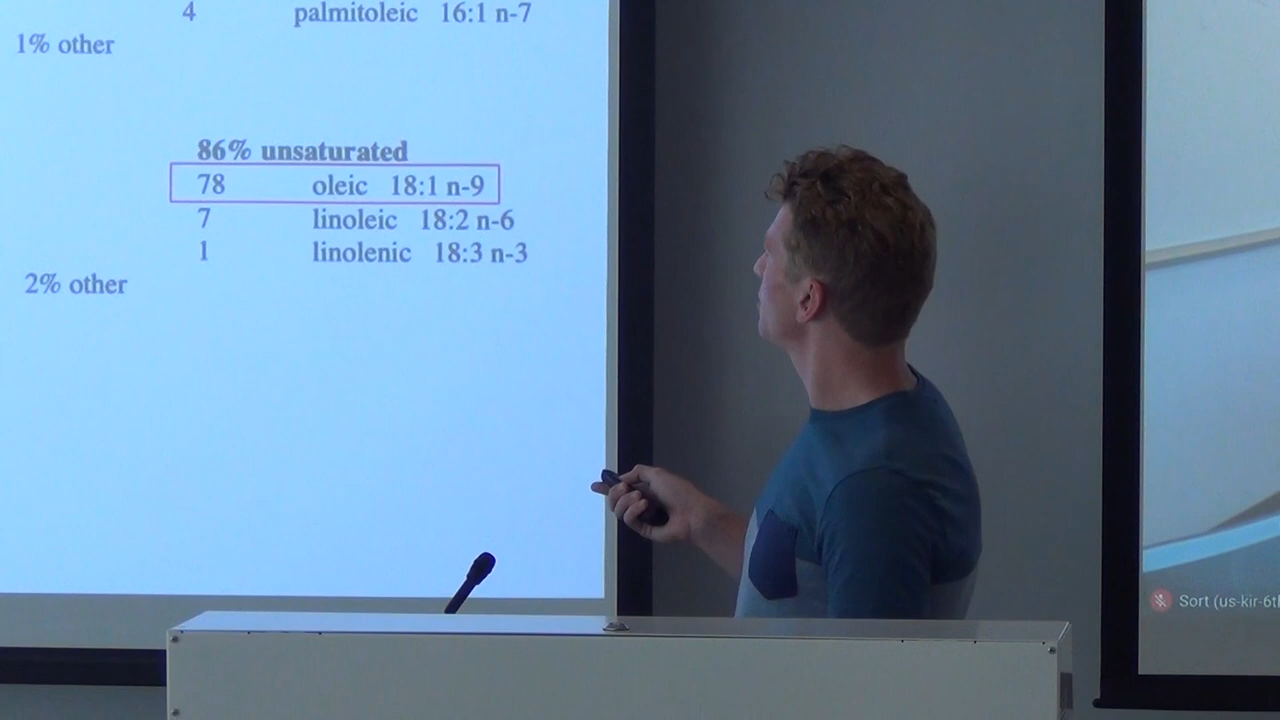 4 palmitoleic 16:1 n-7
1% other
86% unsaturated
78 oleic 18:1 n-9
7 linoleic 18:2 n-6
1 linolenic 18:3 n-3
2% other
Sort (us-kir-6th